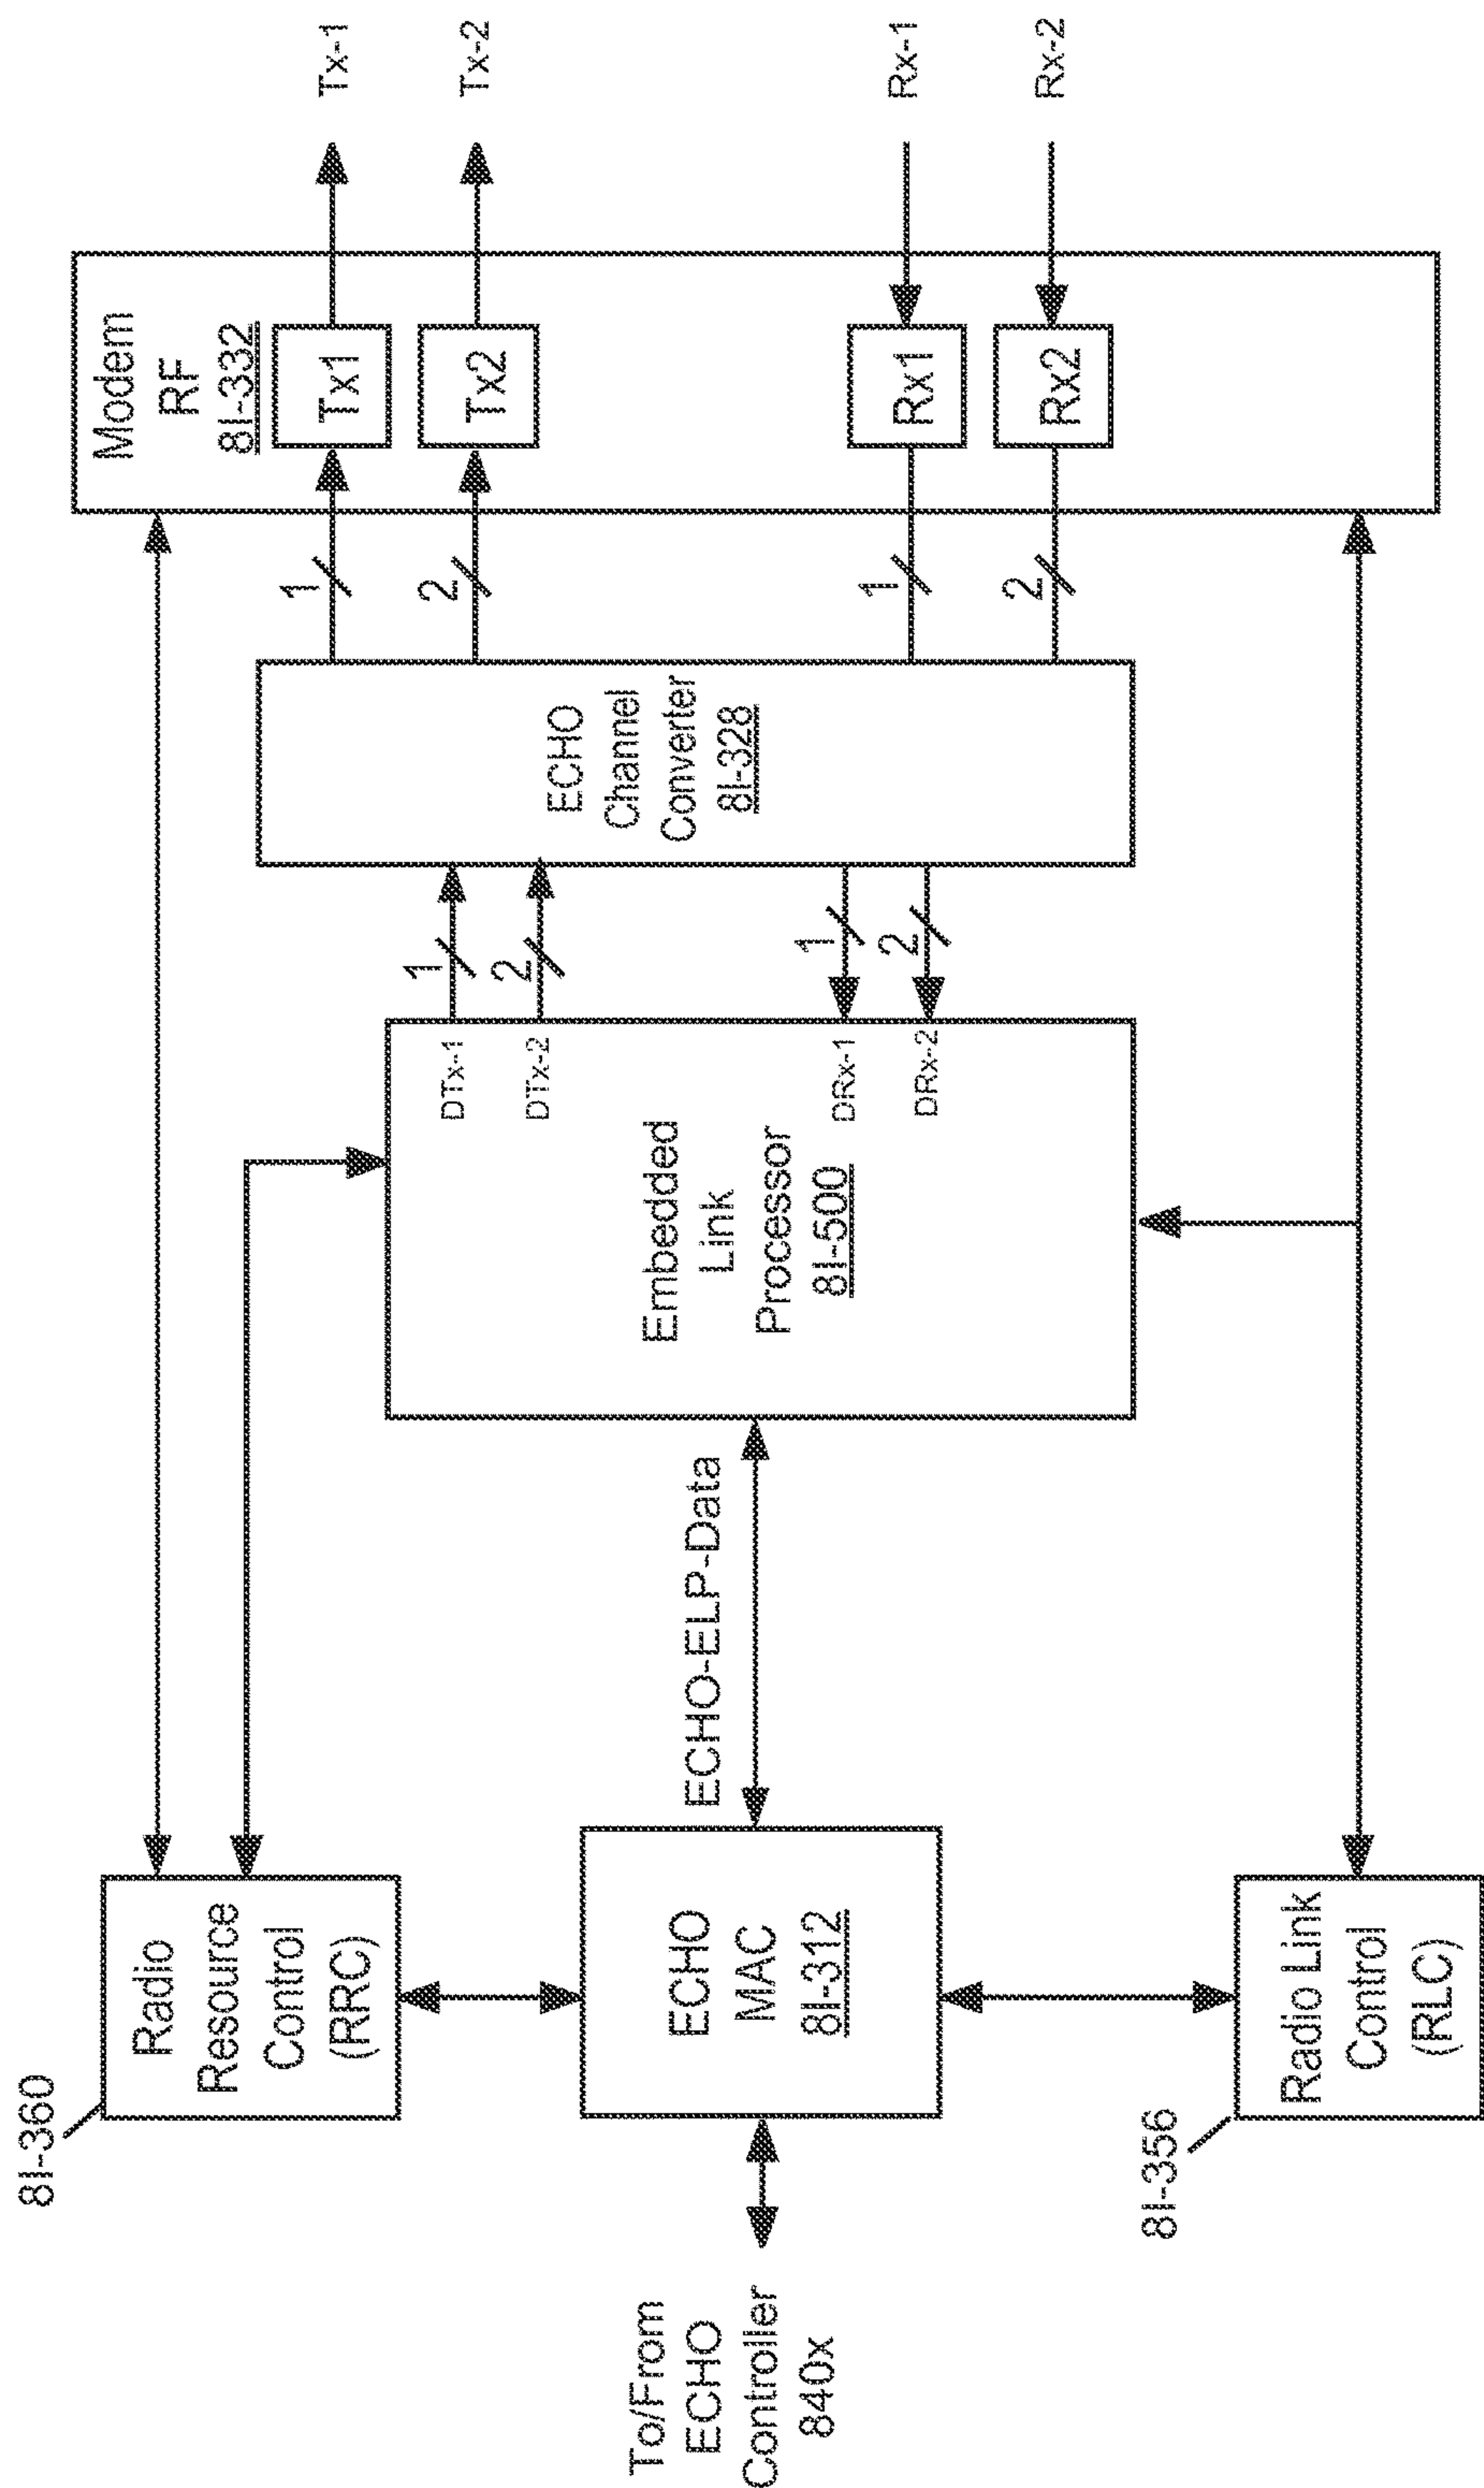 8I-360
Radio
Resource
Control
(RRC)
To/From
ECHO
Controller
840x
ECHO
MAC
8I-312
8I-356
Radio Link
Control
(RLC)
ECHO-ELP-Data
Embedded
Link
Processor
8I-500
DTx-1
DTx-2
DRx-1
DRx-2
1
2
1
2
ECHO
Channel
Converter
8I-328
1
2
1
2
Modem
RF
8I-332
Tx1
Tx2
Rx1
Rx2
Tx-1
Tx-2
Rx-1
Rx-2